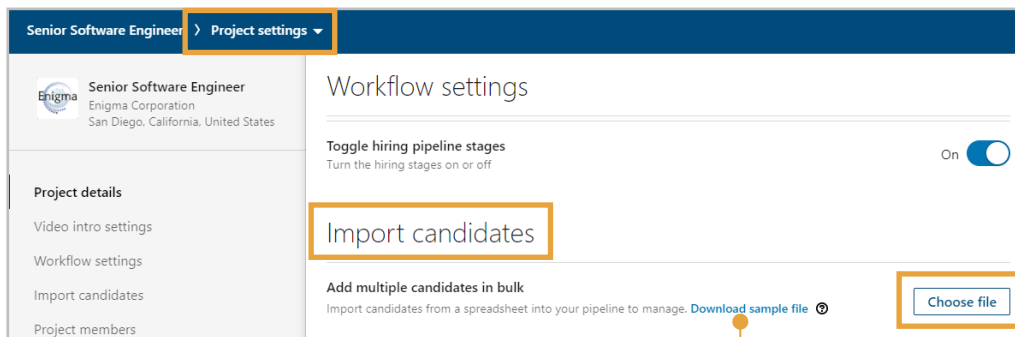 Senior Software Engineer > Project settings
Enigma
Senior Software Engineer
Enigma Corporation
San Diego, California, United States
Project details
Video intro settings
Workflow settings
Import candidates
Project members
Workflow settings
Toggle hiring pipeline stages
Turn the hiring stages on or off
On
Import candidates
Add multiple candidates in bulk
Import candidates from a spreadsheet into your pipeline to manage. Download sample file ?
Choose file